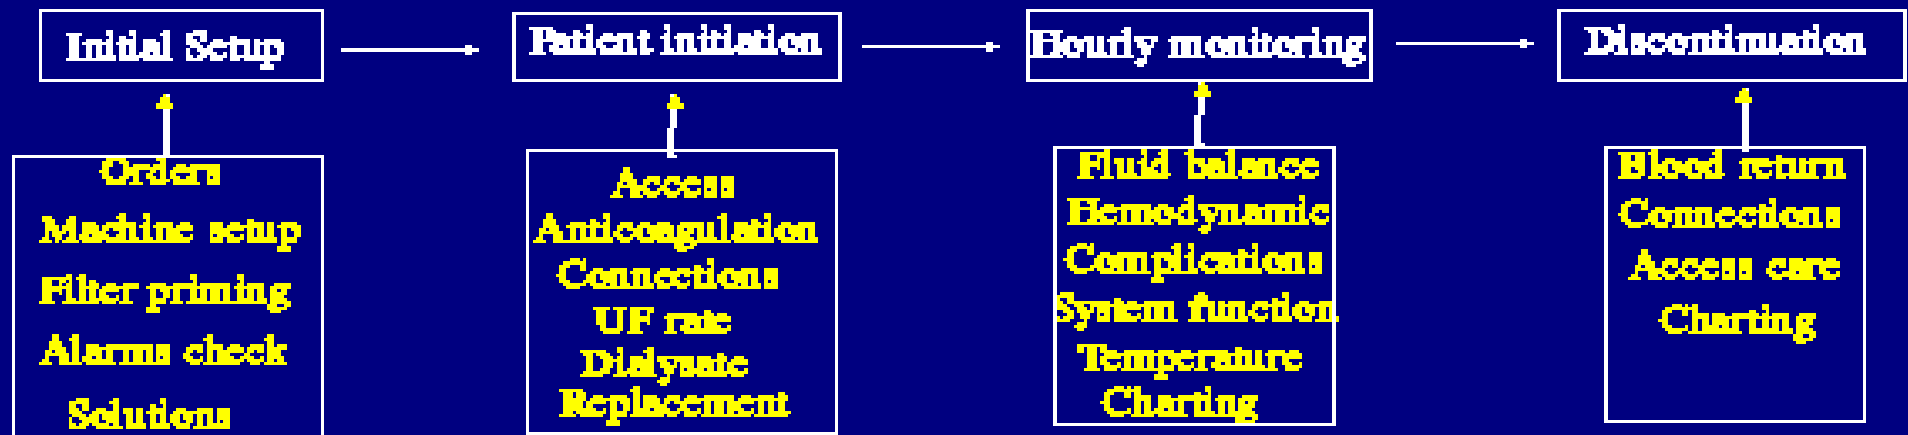 Initial Setup
Patient initiation
Hourly monitoring
Discontinuation
Orders
Machine setup
Filter priming
Alarms check
Solutions
Access
Anticoagulation
Connections
UF rate
Dialysate
Replacement
Fluid balance
Hemodynamic
Complications
System function
Temperature
Charting
Blood return
Connections
Access care
Charting